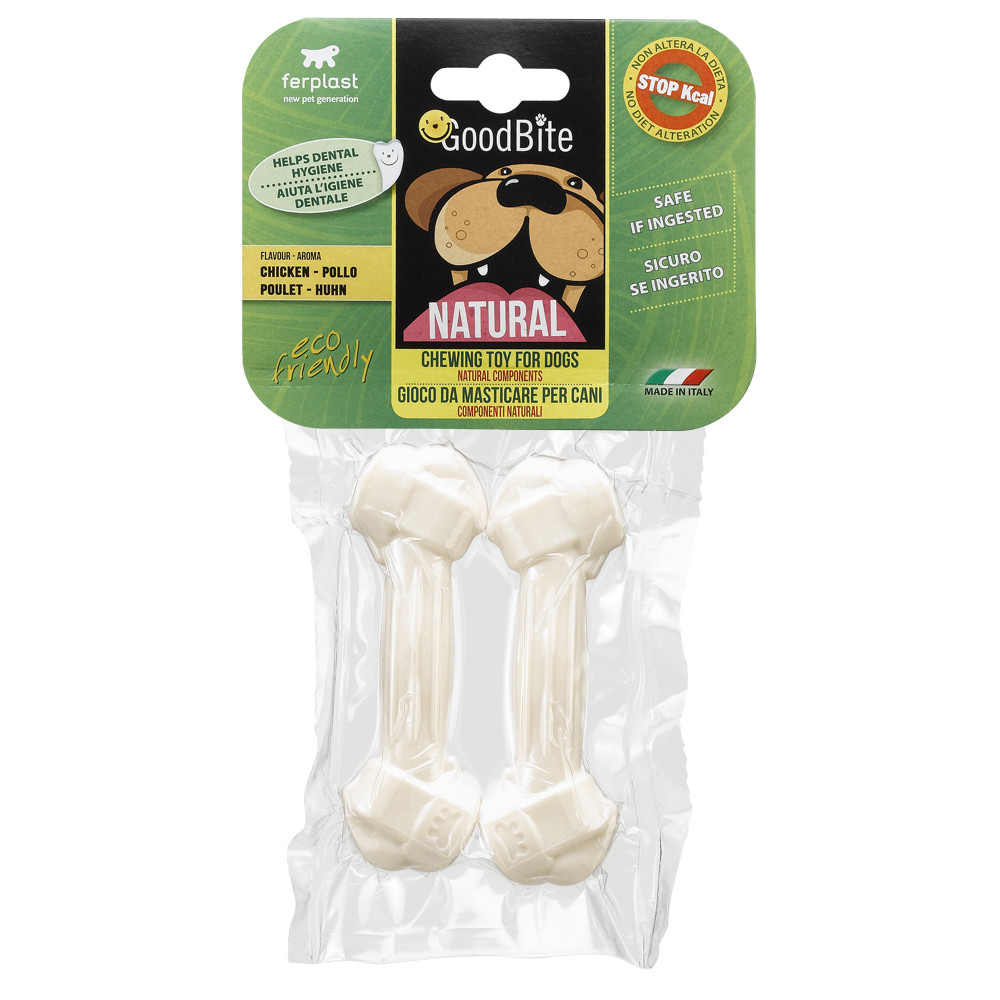 ferplast
new pet generation
GoodBite
NON ALTERA LA DIETA
STOP Kcal
NO DIET ALTERATION
HELPS DENTAL
HYGIENE
AIUTA L'IGIENE
DENTALE
SAFE
IF INGESTED
SICURO
SE INGERITO
FLAVOUR - AROMA
CHICKEN - POLLO
POULET - HUHN
NATURAL
eco
friendly
CHEWING TOY FOR DOGS
NATURAL COMPONENTS
GIOCO DA MASTICARE PER CANI
COMPONENTI NATURALI
MADE IN ITALY